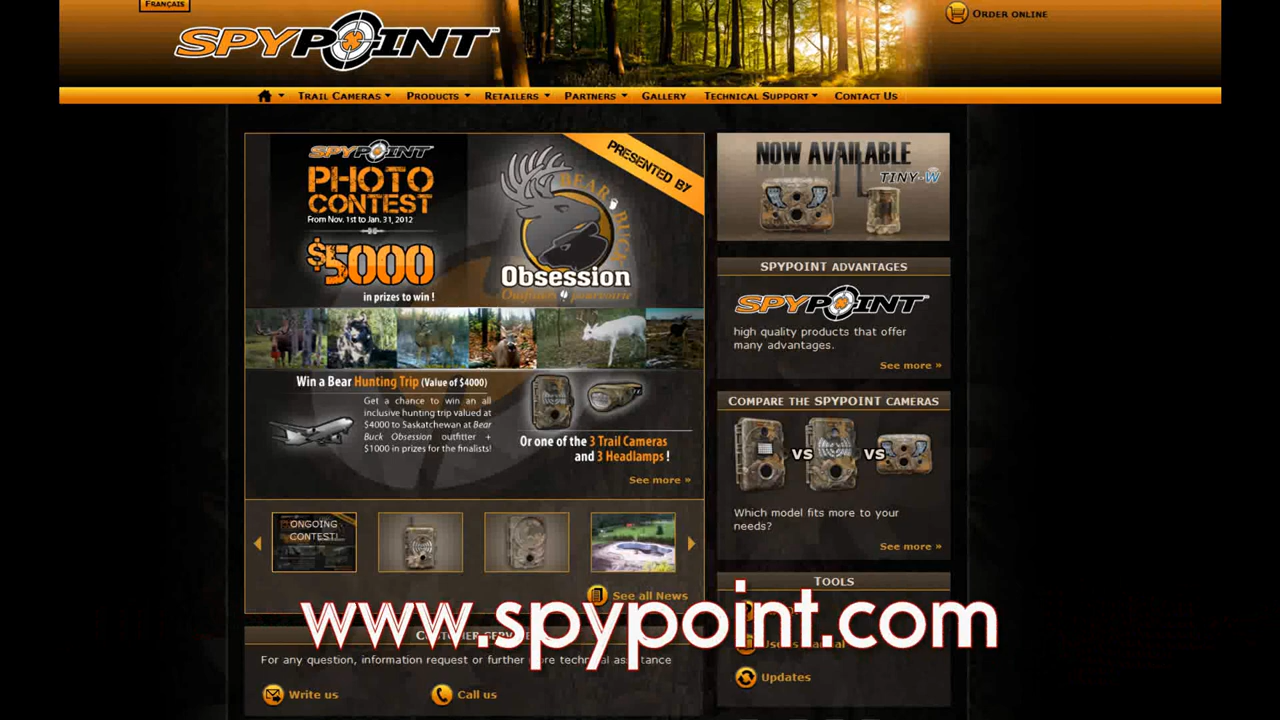 Français
SPYPOINT
Order online
Trail Cameras
Products
Retailers
Partners
Gallery
Technical Support
Contact Us
SPYPOINT
PHOTO
CONTEST
From Nov. 1st to Jan. 31, 2012
$5000
in prizes to win !
PRESENTED BY
BEAR BUCK
Obsession
Win a Bear Hunting Trip (Value of $4000)
Get a chance to win an all
inclusive hunting trip valued at
$4000 to Saskatchewan at Bear
Buck Obsession outfitter +
$1000 in prizes for the finalists!
Or one of the 3 Trail Cameras
and 3 Headlamps !
See more »
ONGOING
CONTEST!
See all News
NOW AVAILABLE
TINY-W
SPYPOINT advantages
SPYPOINT
high quality products that offer
many advantages.
See more »
Compare the SPYPOINT cameras
vs vs
Which model fits more to your
needs?
See more »
Tools
www.spypoint.com
For any question, information request or further more technical assistance
Write us
Call us
Updates